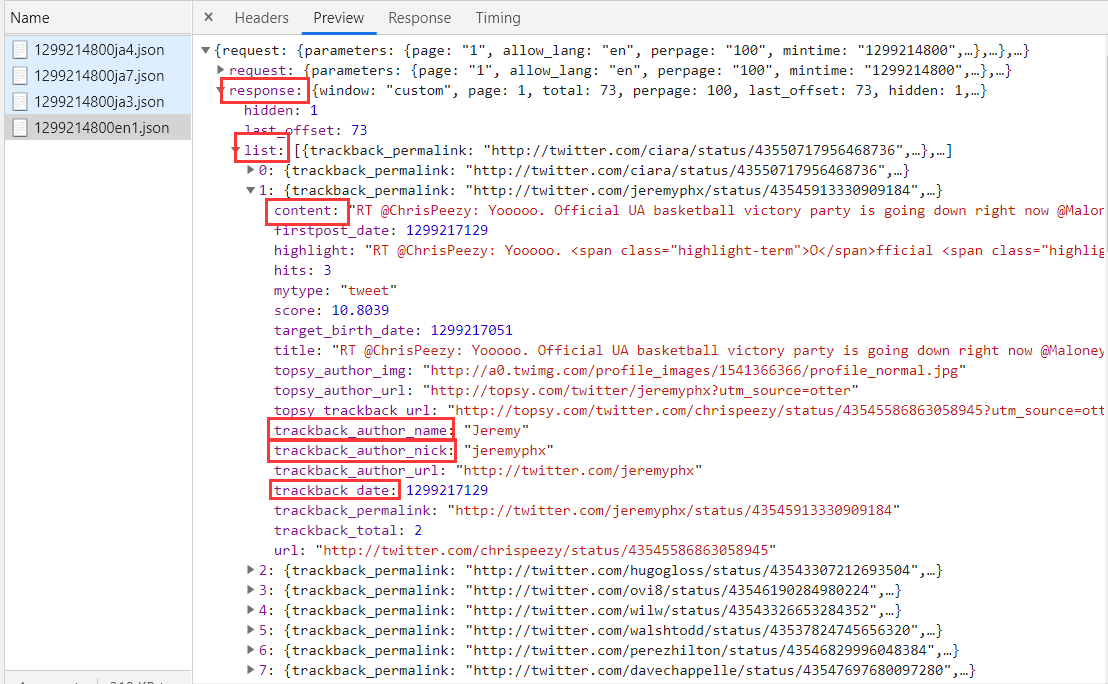 Name
1299214800ja4.json
1299214800ja7.json
1299214800ja3.json
1299214800en1.json
× Headers Preview Response Timing
▼{request: {parameters: {page: "1", allow_lang: "en", perpage: "100", mintime: "1299214800",…},…},…}
▶request: {parameters: {page: "1", allow_lang: "en", perpage: "100", mintime: "1299214800",…},…}
▼response: {window: "custom", page: 1, total: 73, perpage: 100, last_offset: 73, hidden: 1,…}
hidden: 1
last_offset: 73
▼list: [{trackback_permalink: "http://twitter.com/ciara/status/43550717956468736",…},…]
▶0: {trackback_permalink: "http://twitter.com/ciara/status/43550717956468736",…}
▼1: {trackback_permalink: "http://twitter.com/jeremyphx/status/43545913330909184",…}
content: "RT @ChrisPeezy: Yooooo. Official UA basketball victory party is going down right now @Malone
firstpost_date: 1299217129
highlight: "RT @ChrisPeezy: Yooooo. <span class="highlight-term">O</span>fficial <span class="highlig
hits: 3
mytype: "tweet"
score: 10.8039
target_birth_date: 1299217051
title: "RT @ChrisPeezy: Yooooo. Official UA basketball victory party is going down right now @Maloney
topsy_author_img: "http://a0.twimg.com/profile_images/1541366366/profile_normal.jpg"
topsy_author_url: "http://topsy.com/twitter/jeremyphx?utm_source=otter"
topsy_trackback_url: "http://topsy.com/twitter.com/chrispeezy/status/43545586863058945?utm_source=ott
trackback_author_name: "Jeremy"
trackback_author_nick: "jeremyphx"
trackback_author_url: "http://twitter.com/jeremyphx"
trackback_date: 1299217129
trackback_permalink: "http://twitter.com/jeremyphx/status/43545913330909184"
trackback_total: 2
url: "http://twitter.com/chrispeezy/status/43545586863058945"
▶2: {trackback_permalink: "http://twitter.com/hugogloss/status/43543307212693504",…}
▶3: {trackback_permalink: "http://twitter.com/ovi8/status/43546190284980224",…}
▶4: {trackback_permalink: "http://twitter.com/wilw/status/43543326653284352",…}
▶5: {trackback_permalink: "http://twitter.com/walshtodd/status/43537824745656320",…}
▶6: {trackback_permalink: "http://twitter.com/perezhilton/status/43546829996048384",…}
▶7: {trackback_permalink: "http://twitter.com/davechappelle/status/43547697680097280",…}